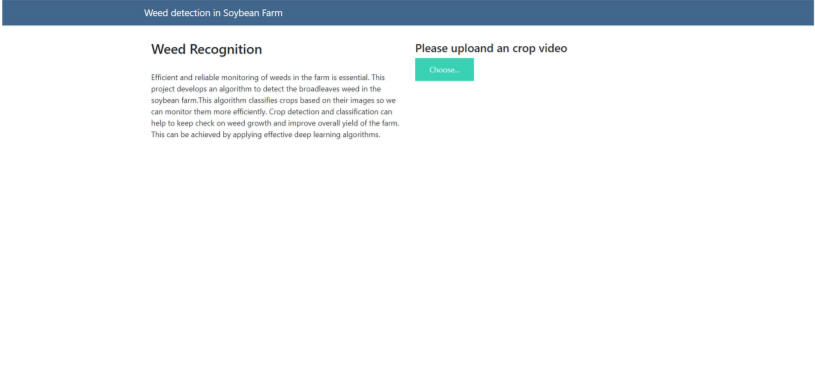 Weed detection in Soybean Farm
Weed Recognition
Efficient and reliable monitoring of weeds in the farm is essential. This
project develops an algorithm to detect the broadleaves weed in the
soybean farm.This algorithm classifies crops based on their images so we
can monitor them more efficiently. Crop detection and classification can
help to keep check on weed growth and improve overall yield of the farm.
This can be achieved by applying effective deep learning algorithms.
Please uploand an crop video
Choose...